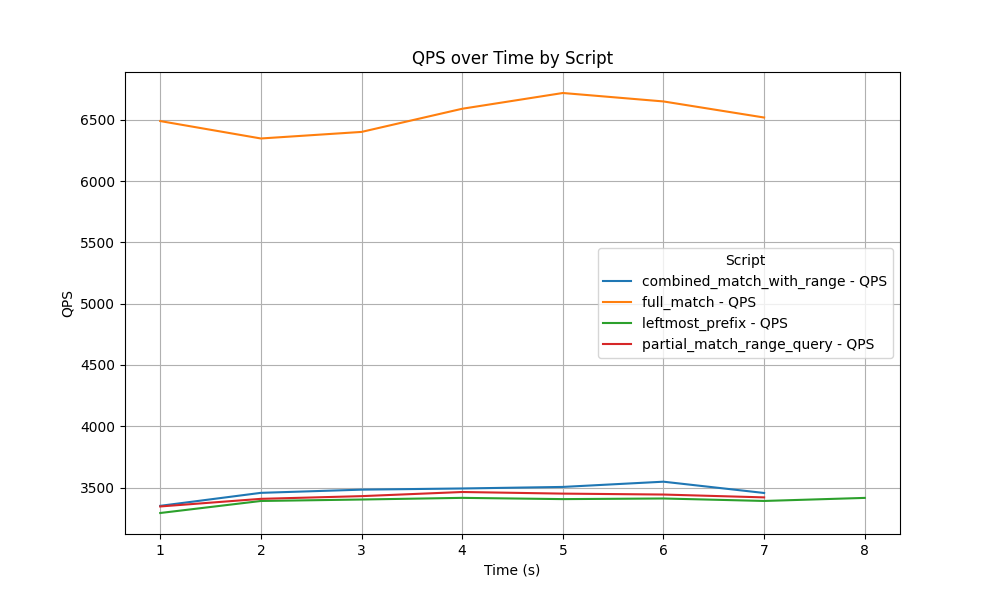 QPS over Time by Script
QPS
6500
6000
5500
5000
4500
4000
3500
Script
combined_match_with_range - QPS
full_match - QPS
leftmost_prefix - QPS
partial_match_range_query - QPS
1 2 3 4 5 6 7 8
Time (s)